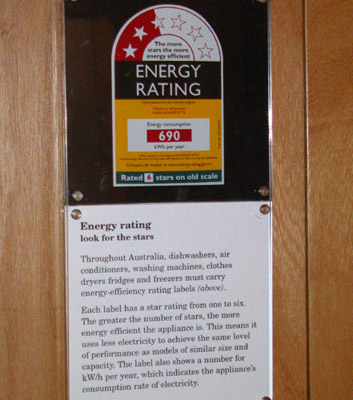 The more
stars the more
energy efficient
ENERGY
RATING
Energy consumption
690
kWh per year
Rated 6 stars on old scale
Energy rating
look for the stars
Throughout Australia, dishwashers, air
conditioners, washing machines, clothes
dryers fridges and freezers must carry
energy-efficiency rating labels (above).
Each label has a star rating from one to six.
The greater the number of stars, the more
energy efficient the appliance is. This means it
uses less electricity to achieve the same level
of performance as models of similar size and
capacity. The label also shows a number for
kW/h per year, which indicates the appliance's
consumption rate of electricity.